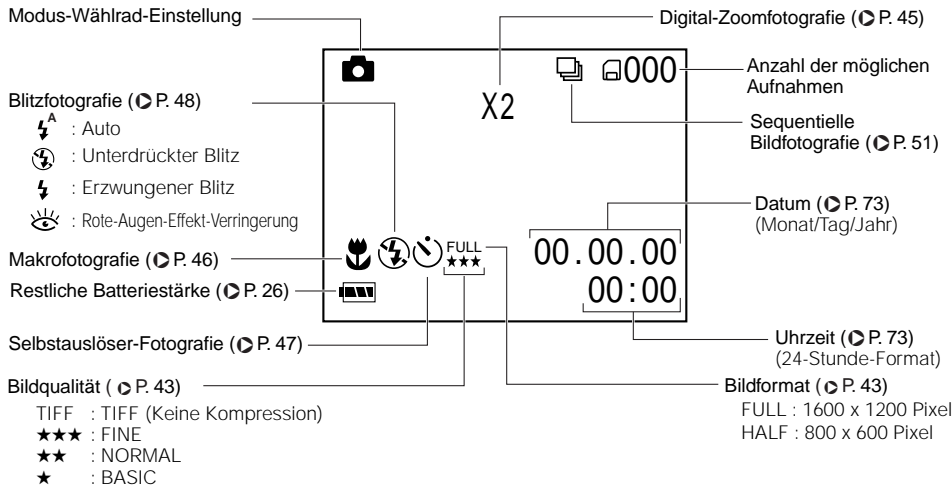 Modus-Wählrad-Einstellung
Digital-Zoomfotografie (P. 45)
000
Anzahl der möglichen
Aufnahmen
X2
Blitzfotografie (P. 48)
A : Auto
: Unterdrückter Blitz
: Erzwungener Blitz
: Rote-Augen-Effekt-Verringerung
Sequentielle
Bildfotografie (P. 51)
Datum (P. 73)
(Monat/Tag/Jahr)
Makrofotografie (P. 46)
FULL
★★★
00.00.00
Restliche Batteriestärke (P. 26)
00:00
Selbstauslöser-Fotografie (P. 47)
Uhrzeit (P. 73)
(24-Stunde-Format)
Bildqualität ( P. 43)
TIFF : TIFF (Keine Kompression)
★★★ : FINE
★★ : NORMAL
★ : BASIC
Bildformat ( P. 43)
FULL : 1600 x 1200 Pixel
HALF : 800 x 600 Pixel